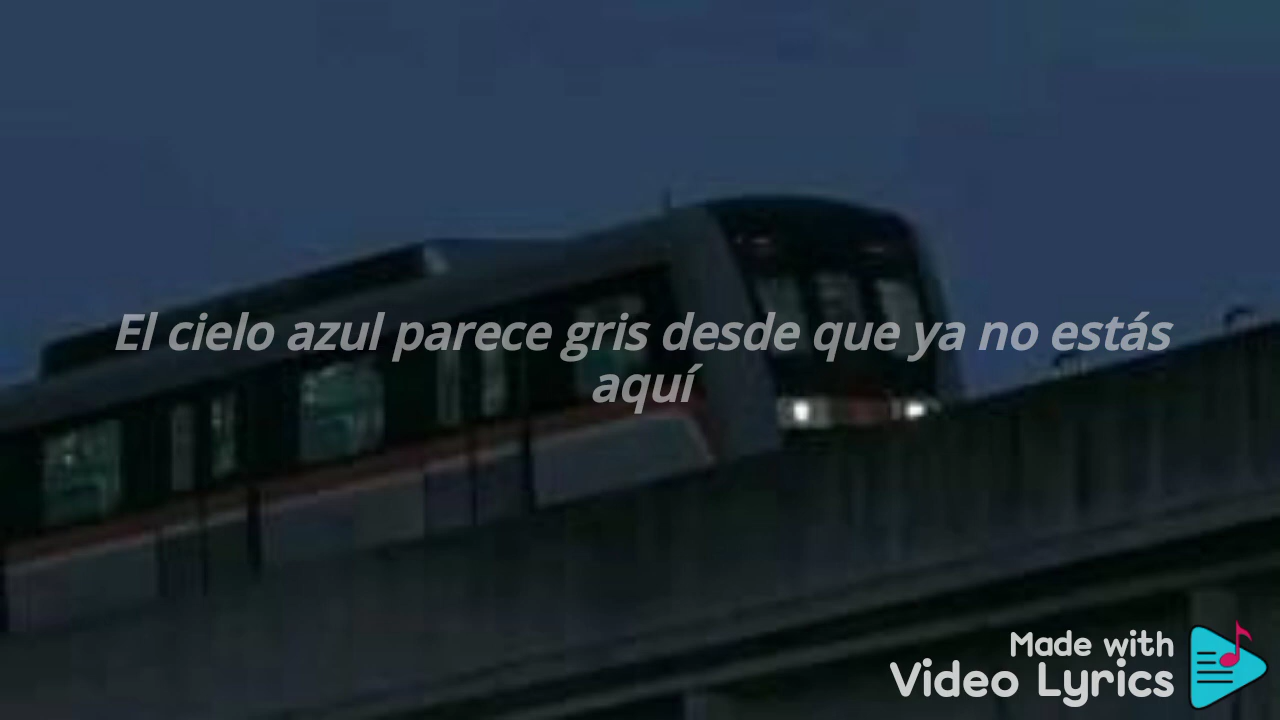 El cielo azul parece gris desde que ya no estás
aquí
Made with
Video Lyrics